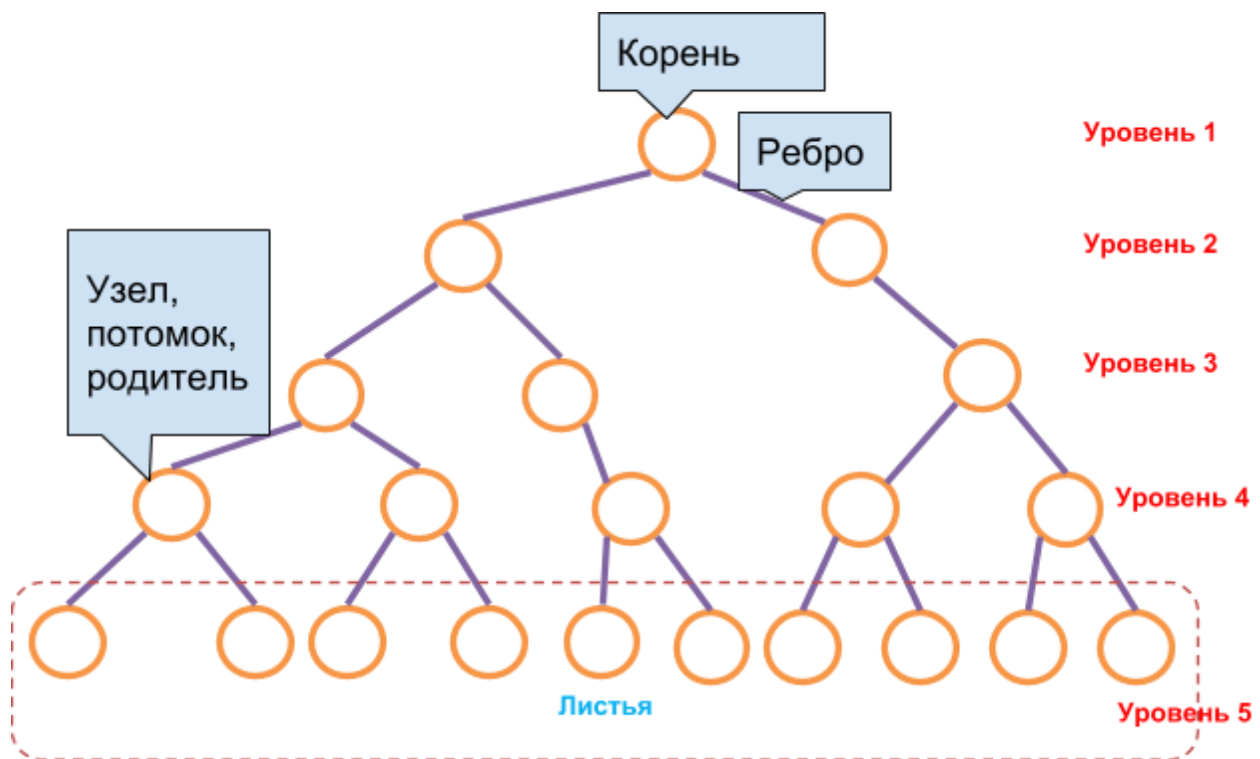 Корень
Уровень 1
Ребро
Уровень 2
Узел,
потомок,
родитель
Уровень 3
Уровень 4
Листья
Уровень 5